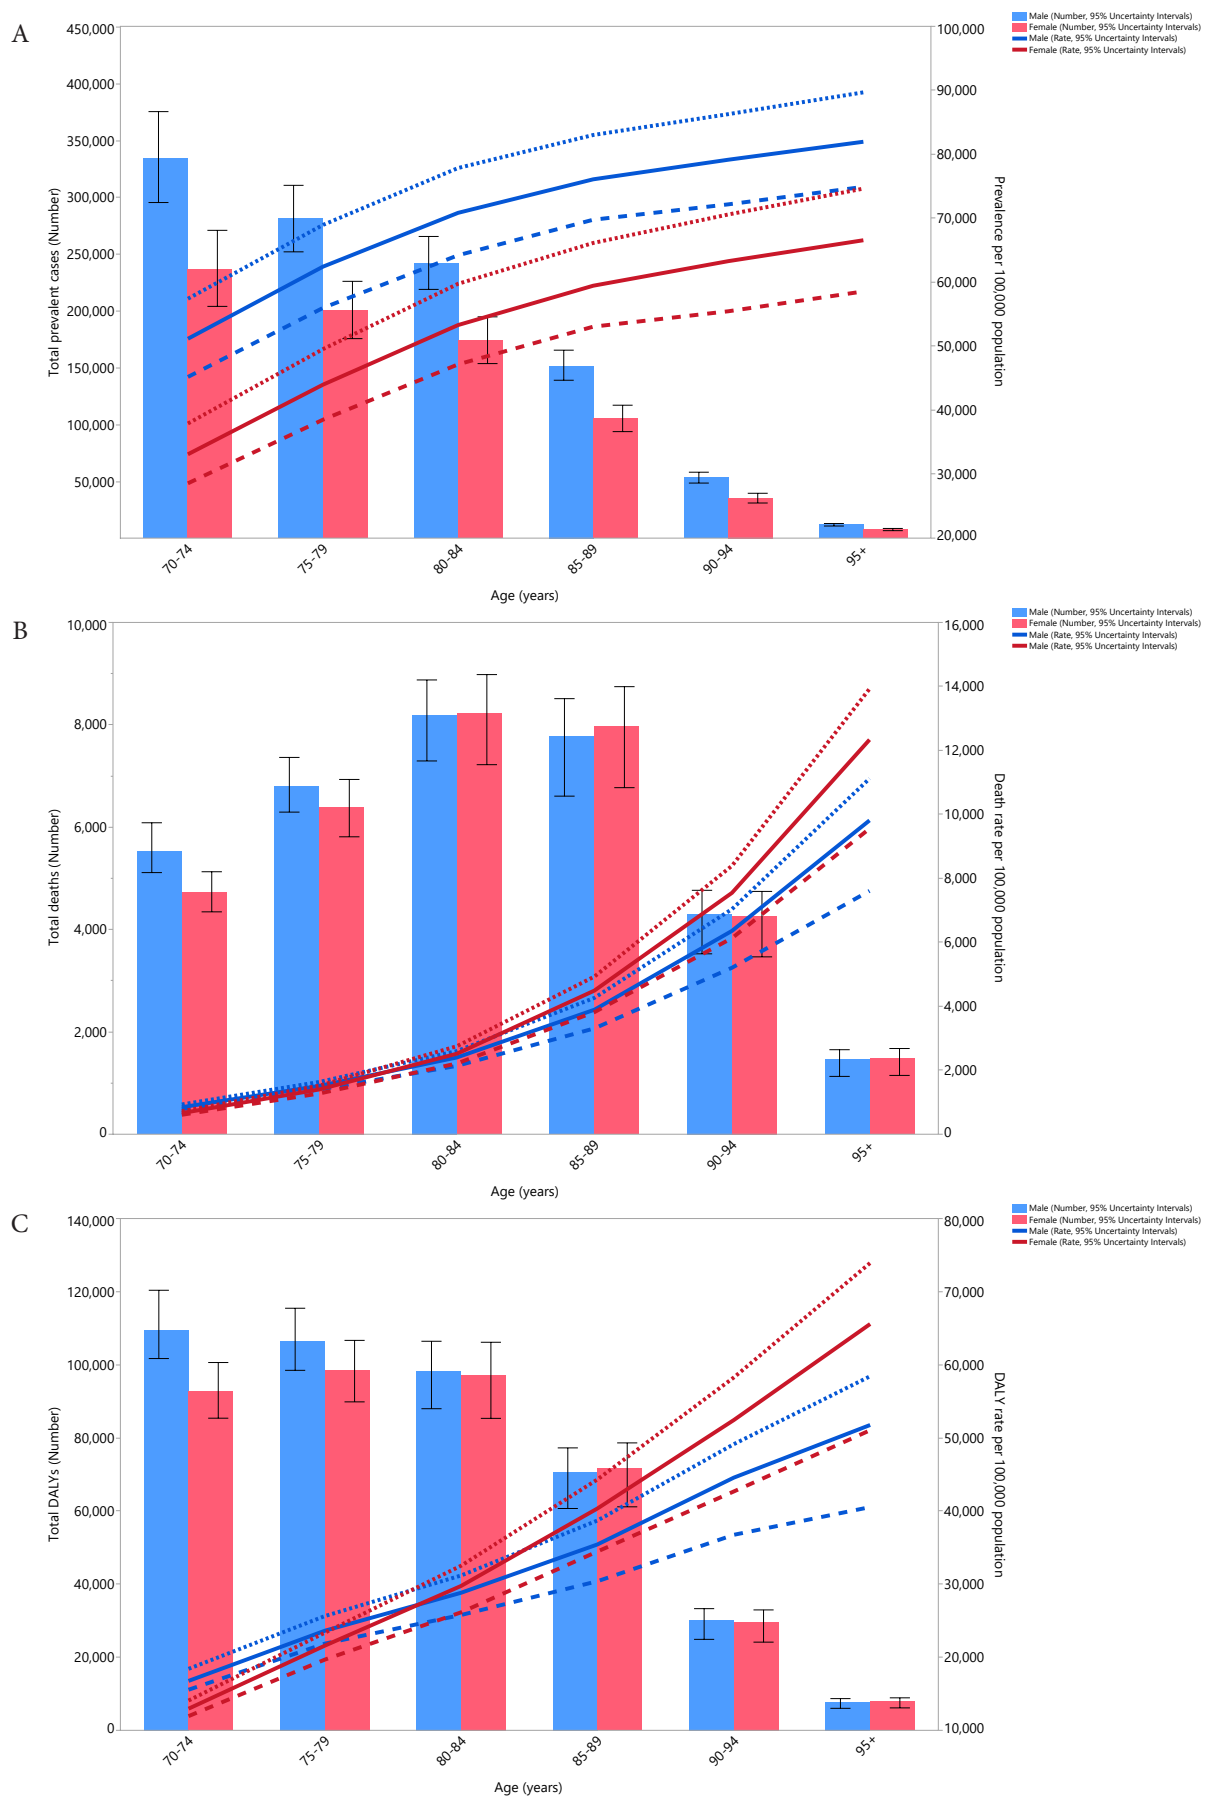 A
Male (Number, 95% Uncertainty Intervals)
Female (Number, 95% Uncertainty Intervals)
Male (Rate, 95% Uncertainty Intervals)
Female (Rate, 95% Uncertainty Intervals)
Total prevalent cases (Number)
450,000
400,000
350,000
300,000
250,000
200,000
150,000
100,000
50,000
100,000
90,000
80,000
70,000
60,000
50,000
40,000
30,000
20,000
Prevalence per 100,000 population
70-74
75-79
80-84
85-89
90-94
95+
Age (years)
B
Male (Number, 95% Uncertainty Intervals)
Female (Number, 95% Uncertainty Intervals)
Male (Rate, 95% Uncertainty Intervals)
Male (Rate, 95% Uncertainty Intervals)
Total deaths (Number)
10,000
8,000
6,000
4,000
2,000
0
16,000
14,000
12,000
10,000
8,000
6,000
4,000
2,000
0
Death rate per 100,000 population
70-74
75-79
80-84
85-89
90-94
95+
Age (years)
C
Male (Number, 95% Uncertainty Intervals)
Female (Number, 95% Uncertainty Intervals)
Male (Rate, 95% Uncertainty Intervals)
Female (Rate, 95% Uncertainty Intervals)
Total DALYs (Number)
140,000
120,000
100,000
80,000
60,000
40,000
20,000
0
80,000
70,000
60,000
50,000
40,000
30,000
20,000
10,000
DALY rate per 100,000 population
70-74
75-79
80-84
85-89
90-94
95+
Age (years)